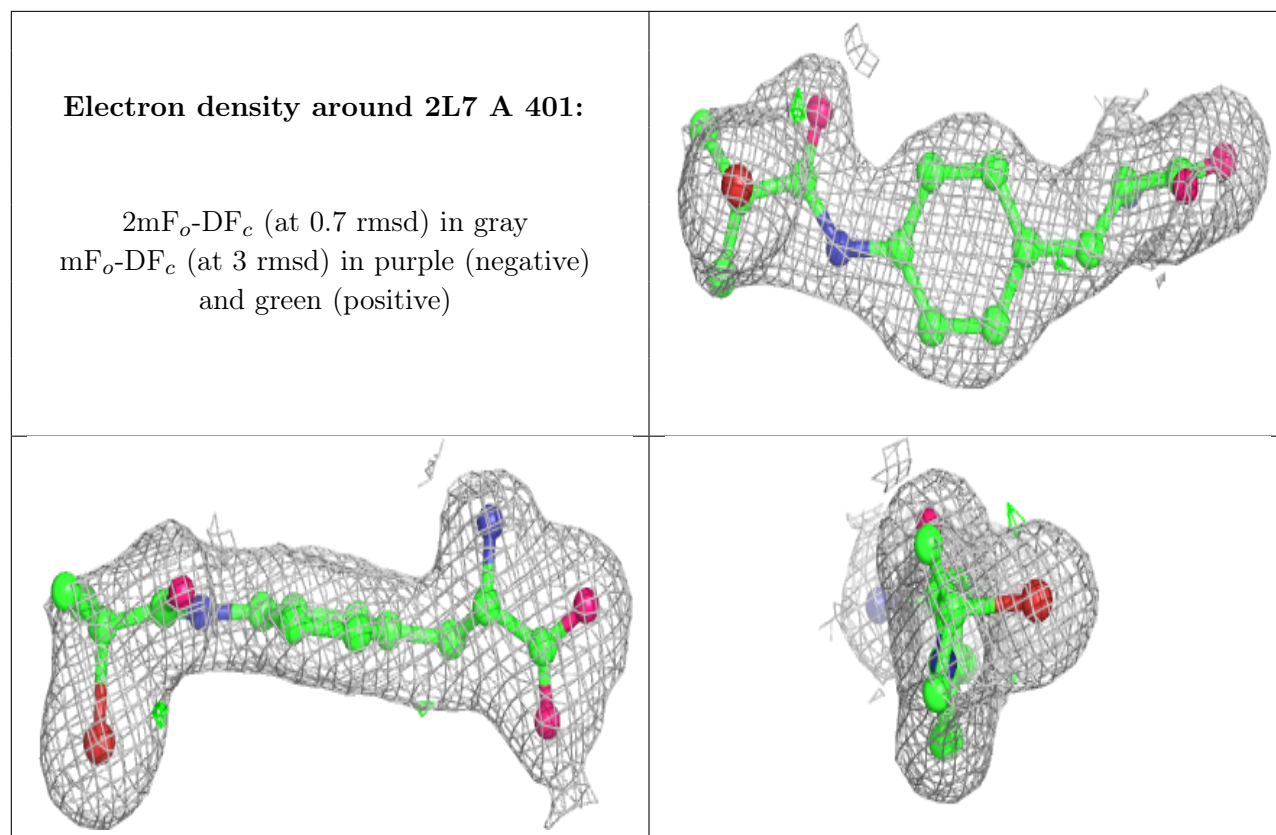 Electron density around 2L7 A 401:
2mFₒ-DF𝒸 (at 0.7 rmsd) in gray
mFₒ-DF𝒸 (at 3 rmsd) in purple (negative)
and green (positive)